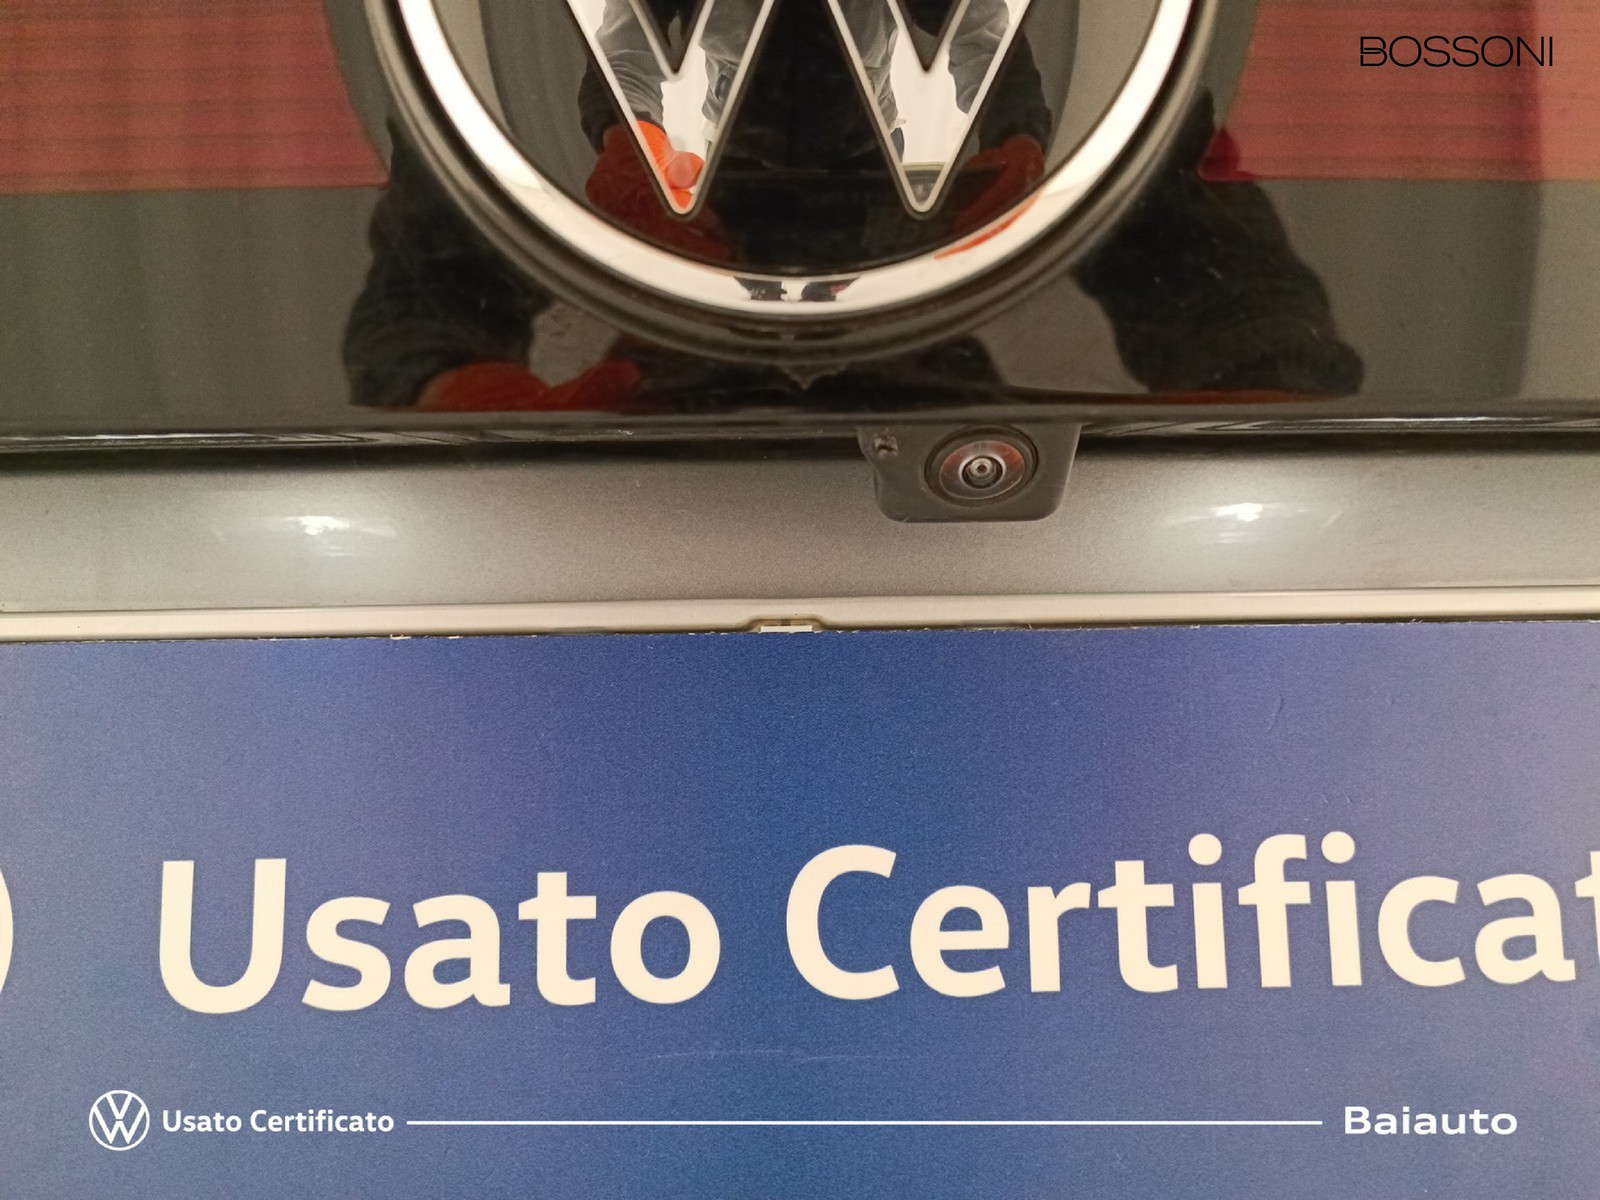 BOSSONI
Usato Certificat
Usato Certificato
Baiauto